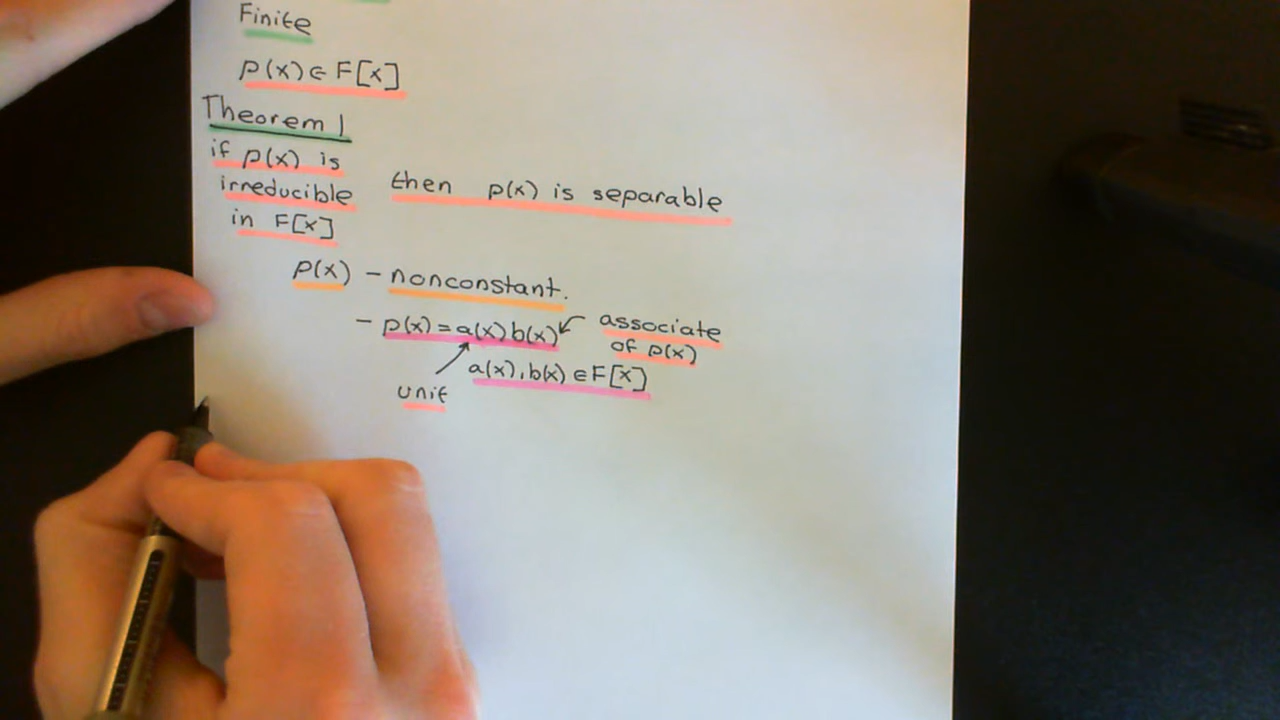 Finite
p(x) ∈ F[x]
Theorem 1
if p(x) is
irreducible then p(x) is separable
in F[x]
p(x) - nonconstant.
- p(x) = a(x) b(x) associate
of p(x)
a(x), b(x) ∈ F[x]
unit